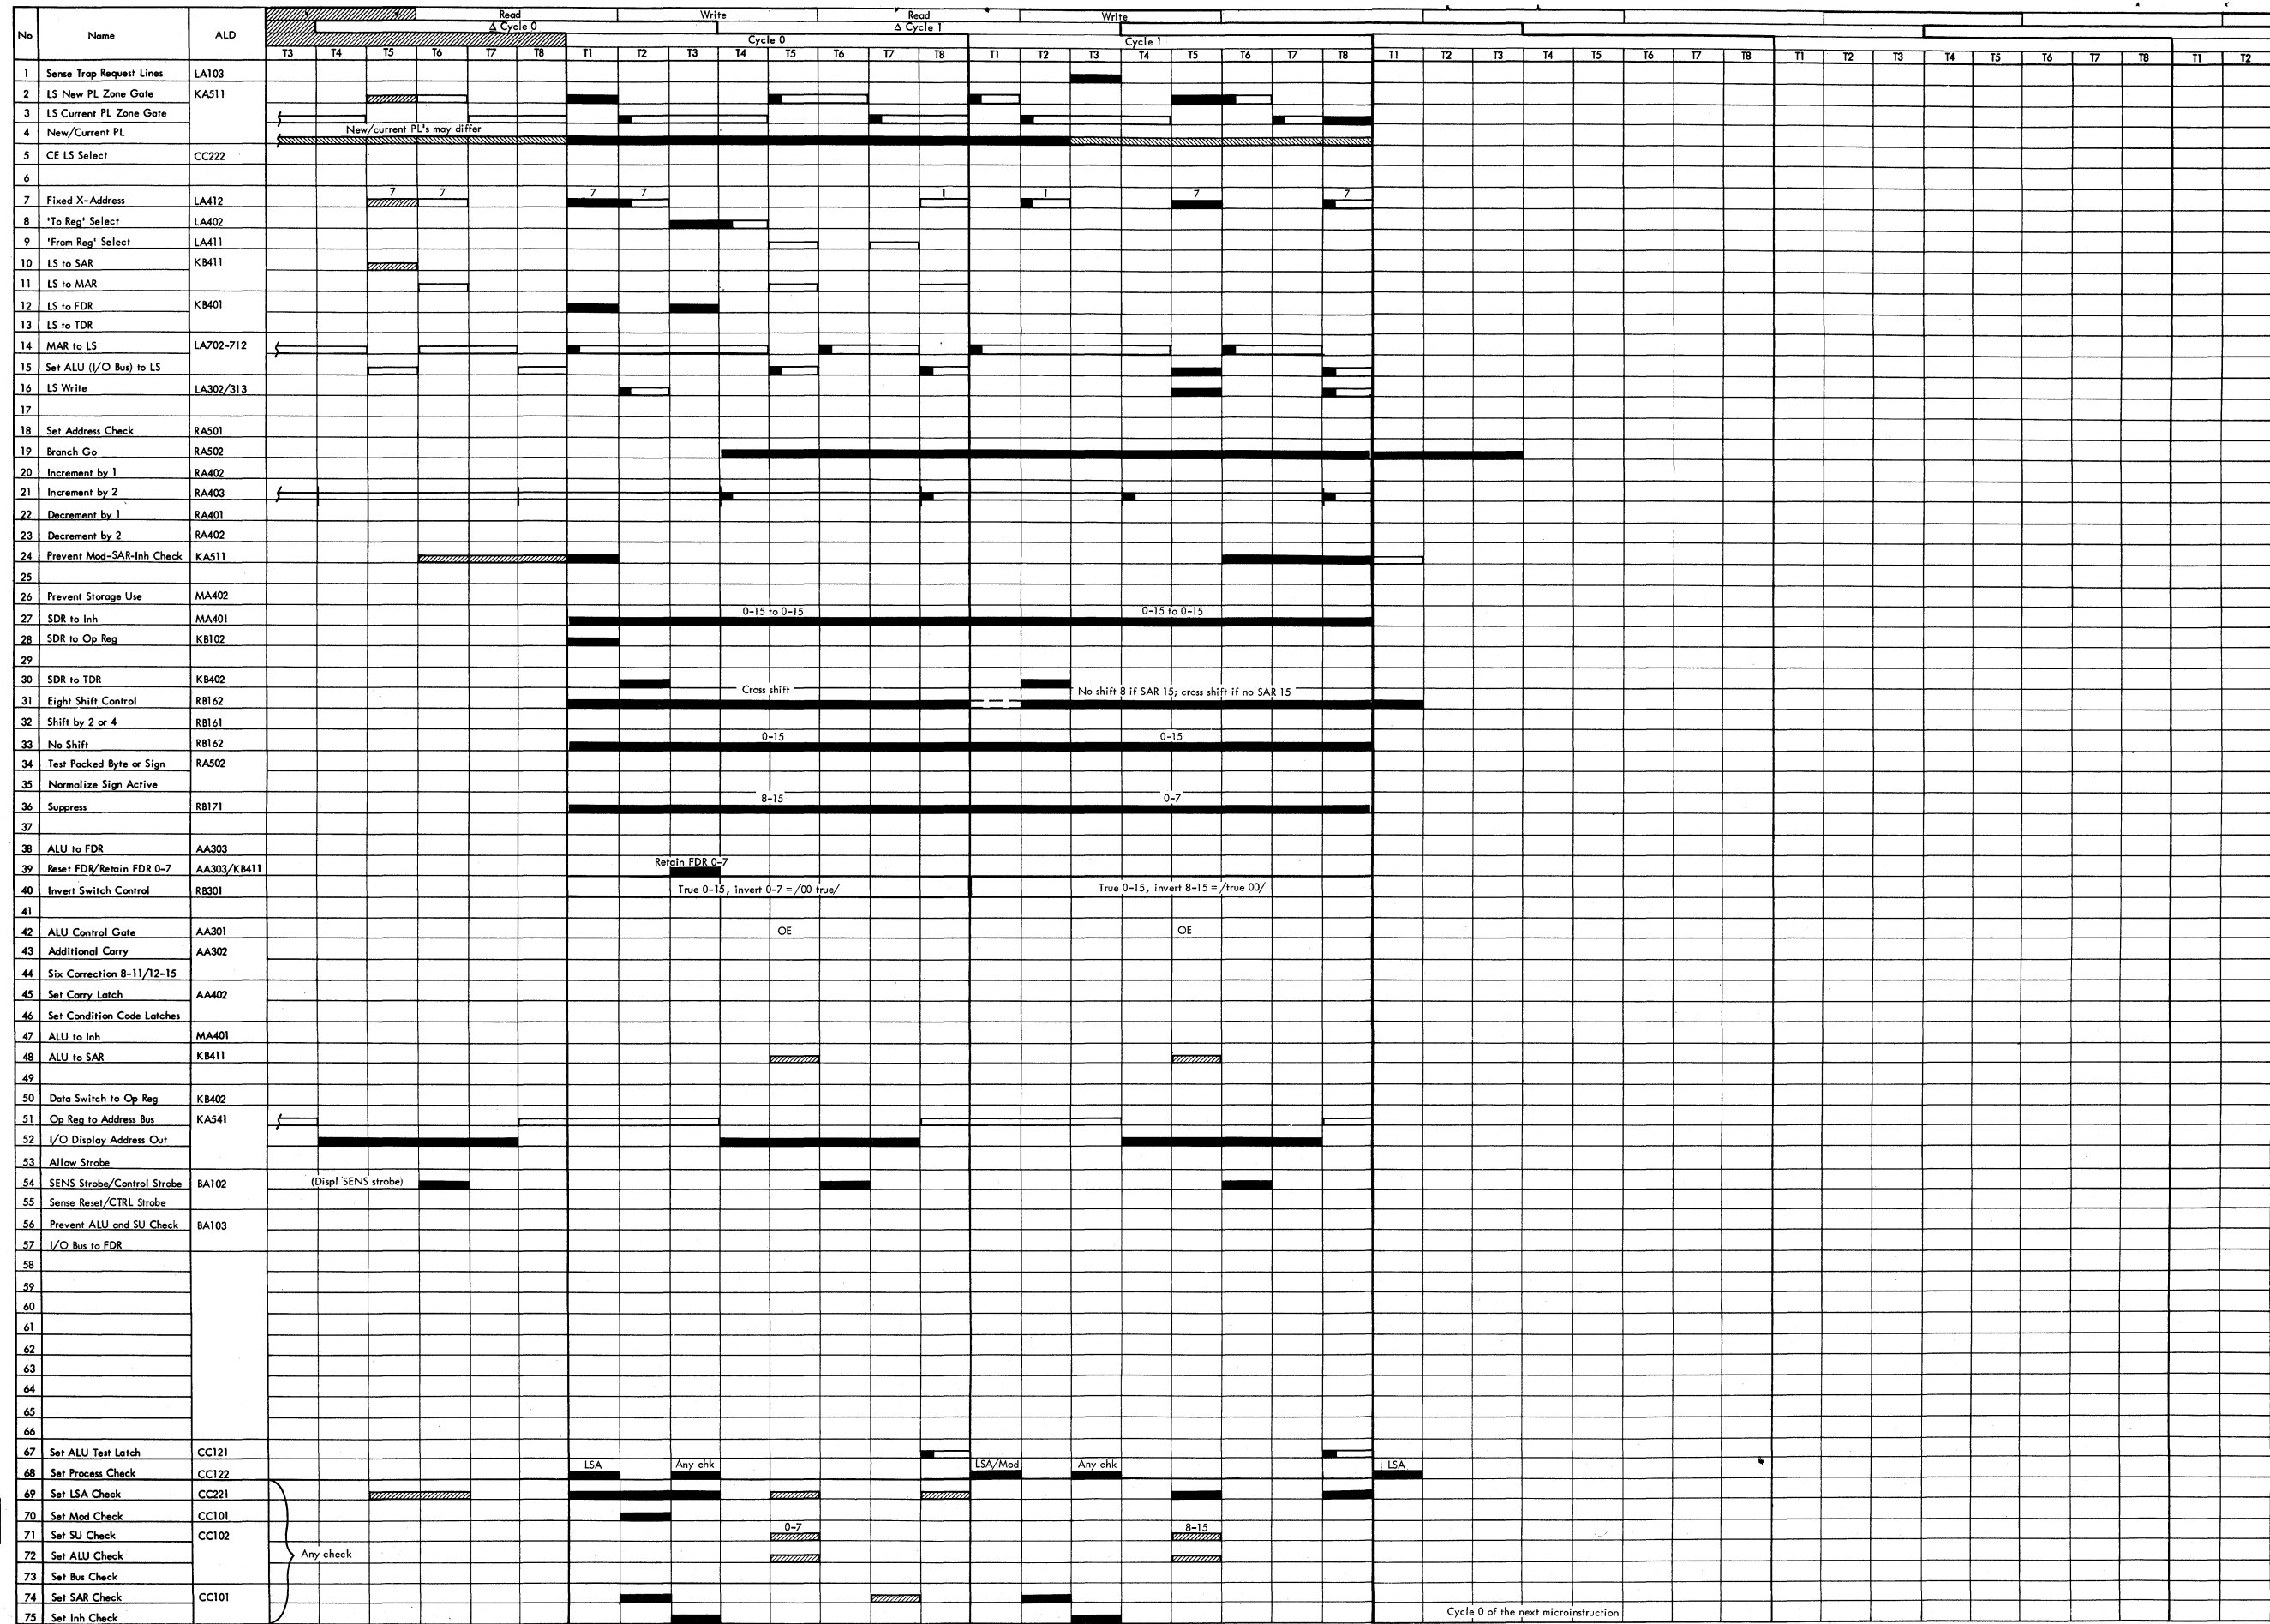 Read Write Read Write
Δ Cycle 0 Δ Cycle 1
No Name ALD Cycle 0 Cycle 1
T3 T4 T5 T6 T7 T8 T1 T2 T3 T4 T5 T6 T7 T8 T1 T2 T3 T4 T5 T6 T7 T8 T1 T2 T3 T4 T5 T6 T7 T8 T1 T2 T3 T4 T5 T6 T7 T8 T1 T2
1 Sense Trap Request Lines LA103
2 LS New PL Zone Gate KA511
3 LS Current PL Zone Gate
4 New/Current PL New/current PL's may differ
5 CE LS Select CC222
6
7 Fixed X-Address LA412 7 7 7 7 1 1 7 7
8 'To Reg' Select LA402
9 'From Reg' Select LA411
10 LS to SAR KB411
11 LS to MAR
12 LS to FDR KB401
13 LS to TDR
14 MAR to LS LA702-712
15 Set ALU (I/O Bus) to LS
16 LS Write LA302/313
17
18 Set Address Check RA501
19 Branch Go RA502
20 Increment by 1 RA402
21 Increment by 2 RA403
22 Decrement by 1 RA401
23 Decrement by 2 RA402
24 Prevent Mod-SAR-Inh Check KA511
25
26 Prevent Storage Use MA402
27 SDR to Inh MA401 0-15 to 0-15 0-15 to 0-15
28 SDR to Op Reg KB102
29
30 SDR to TDR KB402
31 Eight Shift Control RB162 Cross shift No shift 8 if SAR 15; cross shift if no SAR 15
32 Shift by 2 or 4 RB161
33 No Shift RB162 0-15 0-15
34 Test Packed Byte or Sign RA502
35 Normalize Sign Active
36 Suppress RB171 8-15 0-7
37
38 ALU to FDR AA303
39 Reset FDR/Retain FDR 0-7 AA303/KB411 Retain FDR 0-7
40 Invert Switch Control RB301 True 0-15, invert 0-7 = /00 true/ True 0-15, invert 8-15 = /true 00/
41
42 ALU Control Gate AA301 OE OE
43 Additional Carry AA302
44 Six Correction 8-11/12-15
45 Set Carry Latch AA402
46 Set Condition Code Latches
47 ALU to Inh MA401
48 ALU to SAR KB411
49
50 Data Switch to Op Reg KB402
51 Op Reg to Address Bus KA541
52 I/O Display Address Out
53 Allow Strobe
54 SENS Strobe/Control Strobe BA102 (Displ SENS strobe)
55 Sense Reset/CTRL Strobe
56 Prevent ALU and SU Check BA103
57 I/O Bus to FDR
58
59
60
61
62
63
64
65
66
67 Set ALU Test Latch CC121
68 Set Process Check CC122 LSA Any chk LSA/Mod Any chk LSA
69 Set LSA Check CC221
70 Set Mod Check CC101
71 Set SU Check CC102 0-7 8-15
72 Set ALU Check Any check
73 Set Bus Check
74 Set SAR Check CC101
75 Set Inh Check Cycle 0 of the next microinstruction